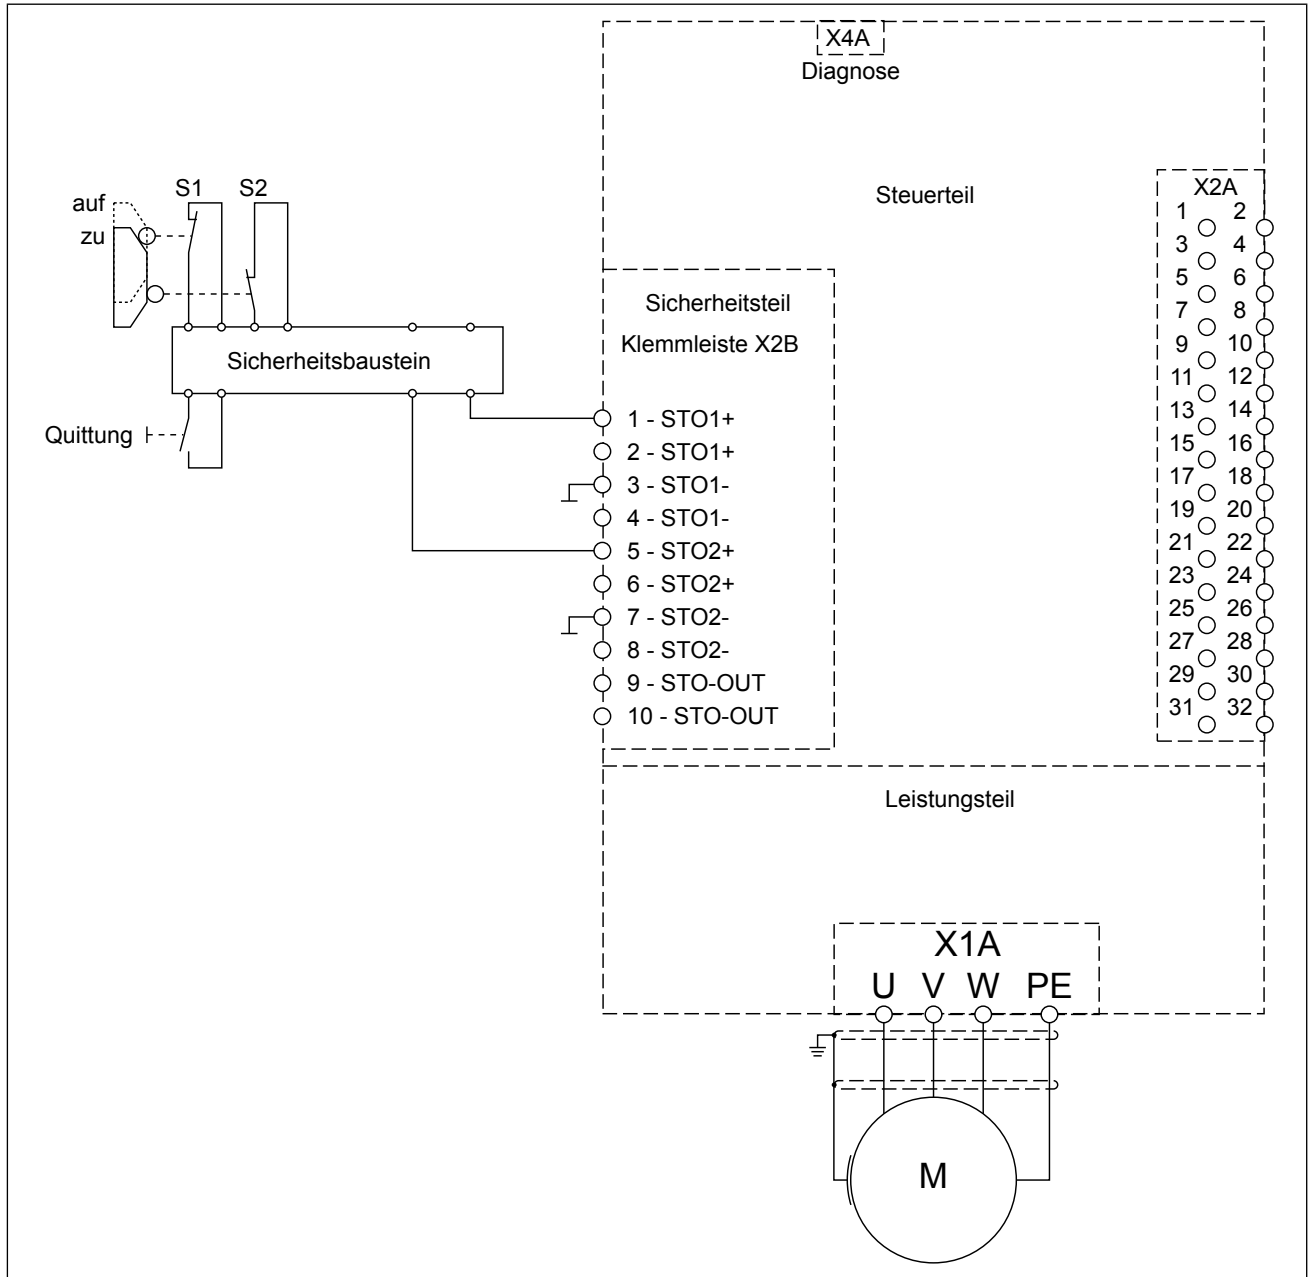 X4A
Diagnose
Steuerteil
S1 S2
auf
zu
Sicherheitsbaustein
Quittung
Sicherheitsteil
Klemmleiste X2B
1 - STO1+
2 - STO1+
3 - STO1-
4 - STO1-
5 - STO2+
6 - STO2+
7 - STO2-
8 - STO2-
9 - STO-OUT
10 - STO-OUT
X2A
1 2
3 4
5 6
7 8
9 10
11 12
13 14
15 16
17 18
19 20
21 22
23 24
25 26
27 28
29 30
31 32
Leistungsteil
X1A
U V W PE
M